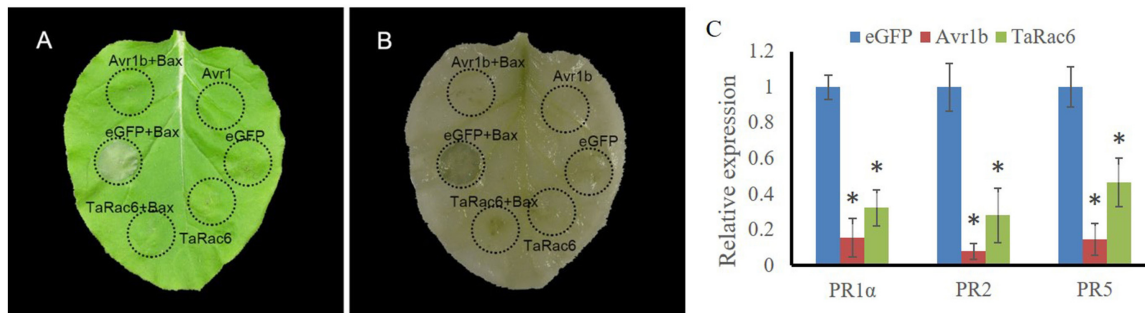 A
Avr1b+Bax
Avr1
eGFP+Bax
eGFP
TaRac6+Bax
TaRac6
B
Avr1b+Bax
Avr1b
eGFP+Bax
eGFP
TaRac6+Bax
TaRac6
C
eGFP Avr1b TaRac6
Relative expression
1.2
1
0.8
0.6
0.4
0.2
0
* * * * * *
PR1α PR2 PR5